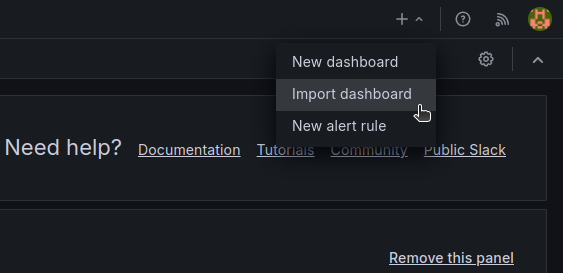 New dashboard
Import dashboard
New alert rule
Need help? Documentation Tutorials Community Public Slack
Remove this panel